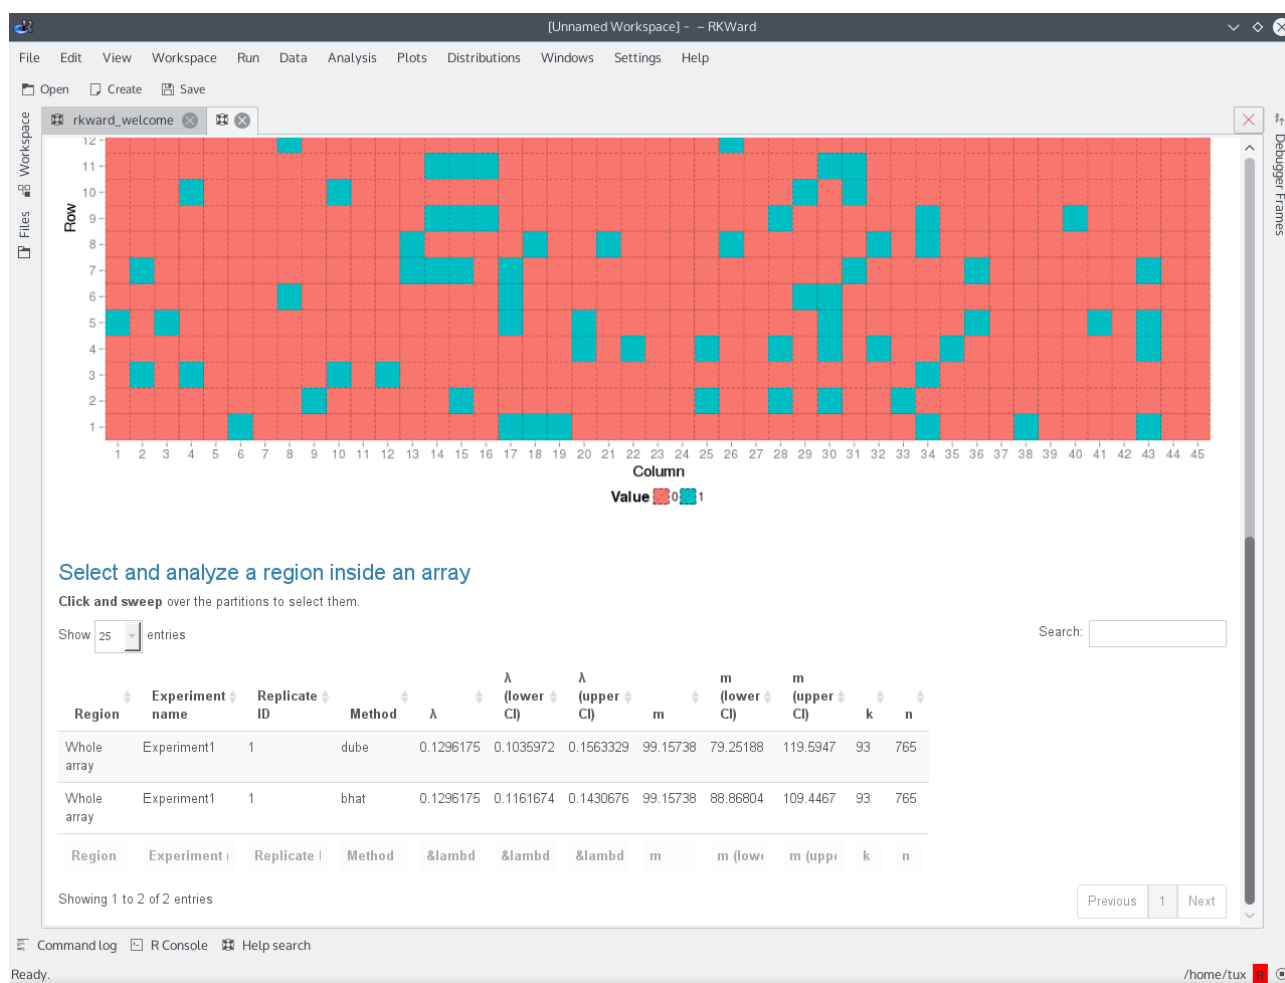 [Unnamed Workspace] - – RKWard
File Edit View Workspace Run Data Analysis Plots Distributions Windows Settings Help
Open Create Save
rkward_welcome
Workspace
Files
Debugger Frames
Row
12
11
10
9
8
7
6
5
4
3
2
1
1 2 3 4 5 6 7 8 9 10 11 12 13 14 15 16 17 18 19 20 21 22 23 24 25 26 27 28 29 30 31 32 33 34 35 36 37 38 39 40 41 42 43 44 45
Column
Value 0 1
Select and analyze a region inside an array
Click and sweep over the partitions to select them.
Show 25 entries Search:
Region Experiment name Replicate ID Method λ λ (lower CI) λ (upper CI) m m (lower CI) m (upper CI) k n
Whole array Experiment1 1 dube 0.1296175 0.1035972 0.1563329 99.15738 79.25188 119.5947 93 765
Whole array Experiment1 1 bhat 0.1296175 0.1161674 0.1430676 99.15738 88.86804 109.4467 93 765
Region Experiment Replicate Method &lambd &lambd &lambd m m (low m (upp k n
Showing 1 to 2 of 2 entries Previous 1 Next
Command log R Console Help search
Ready. /home/tux R